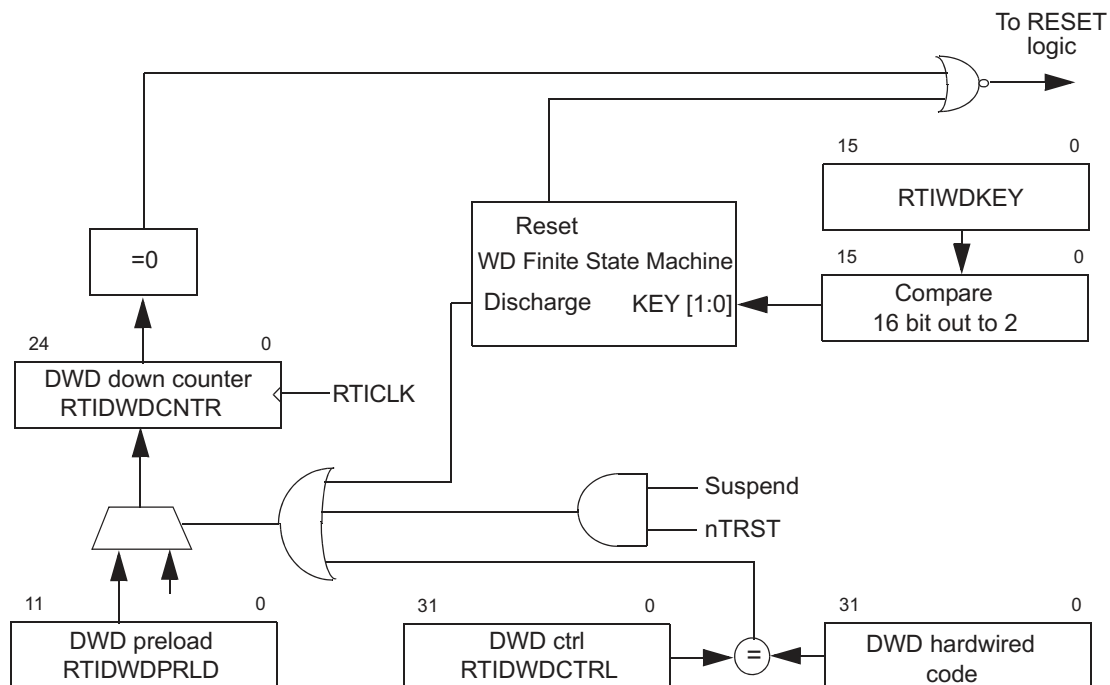 To RESET
logic
15 0
RTIWDKEY
15 0
Compare
16 bit out to 2
Reset
WD Finite State Machine
Discharge KEY [1:0]
=0
24 0
DWD down counter
RTIDWDCNTR
RTICLK
Suspend
nTRST
11 0
DWD preload
RTIDWDPRLD
31 0
DWD ctrl
RTIDWDCTRL
=
31 0
DWD hardwired
code